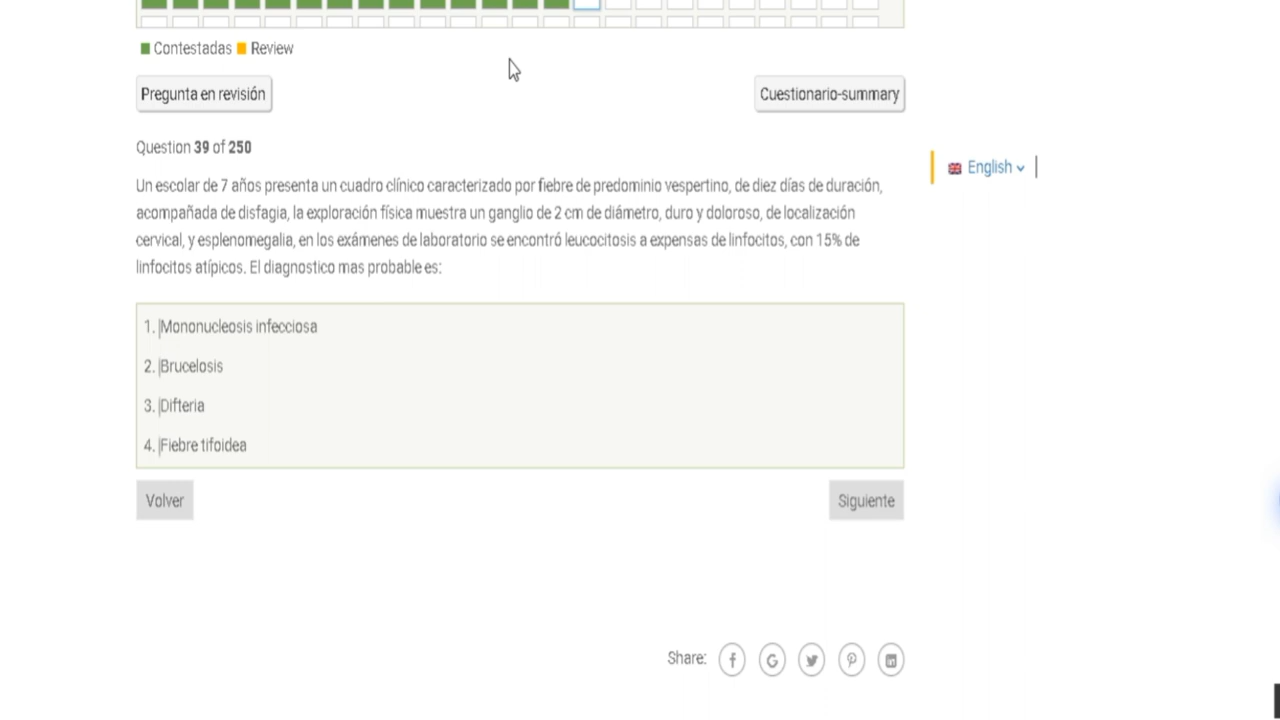 Contestadas Review
Pregunta en revisión
Cuestionario-summary
Question 39 of 250
English
Un escolar de 7 años presenta un cuadro clínico caracterizado por fiebre de predominio vespertino, de diez días de duración,
acompañada de disfagia, la exploración física muestra un ganglio de 2 cm de diámetro, duro y doloroso, de localización
cervical, y esplenomegalia, en los exámenes de laboratorio se encontró leucocitosis a expensas de linfocitos, con 15% de
linfocitos atípicos. El diagnostico mas probable es:
1. Mononucleosis infecciosa
2. Brucelosis
3. Difteria
4. Fiebre tifoidea
Volver
Siguiente
Share: